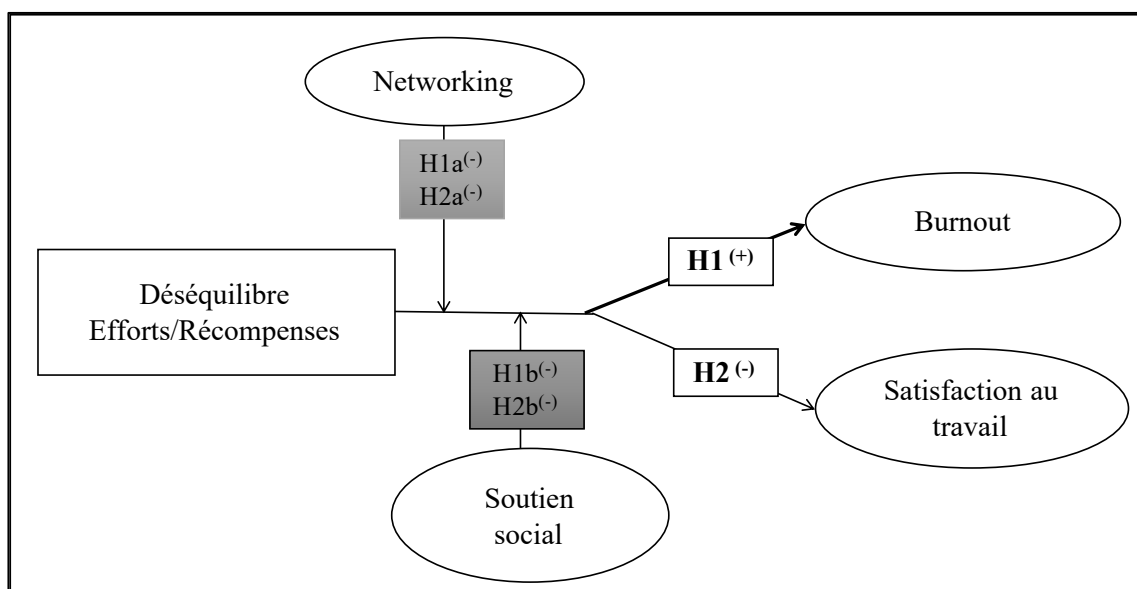 Networking
H1a(-)
H2a(-)
Burnout
H1 (+)
Déséquilibre
Efforts/Récompenses
H2 (-)
H1b(-)
H2b(-)
Satisfaction au
travail
Soutien
social